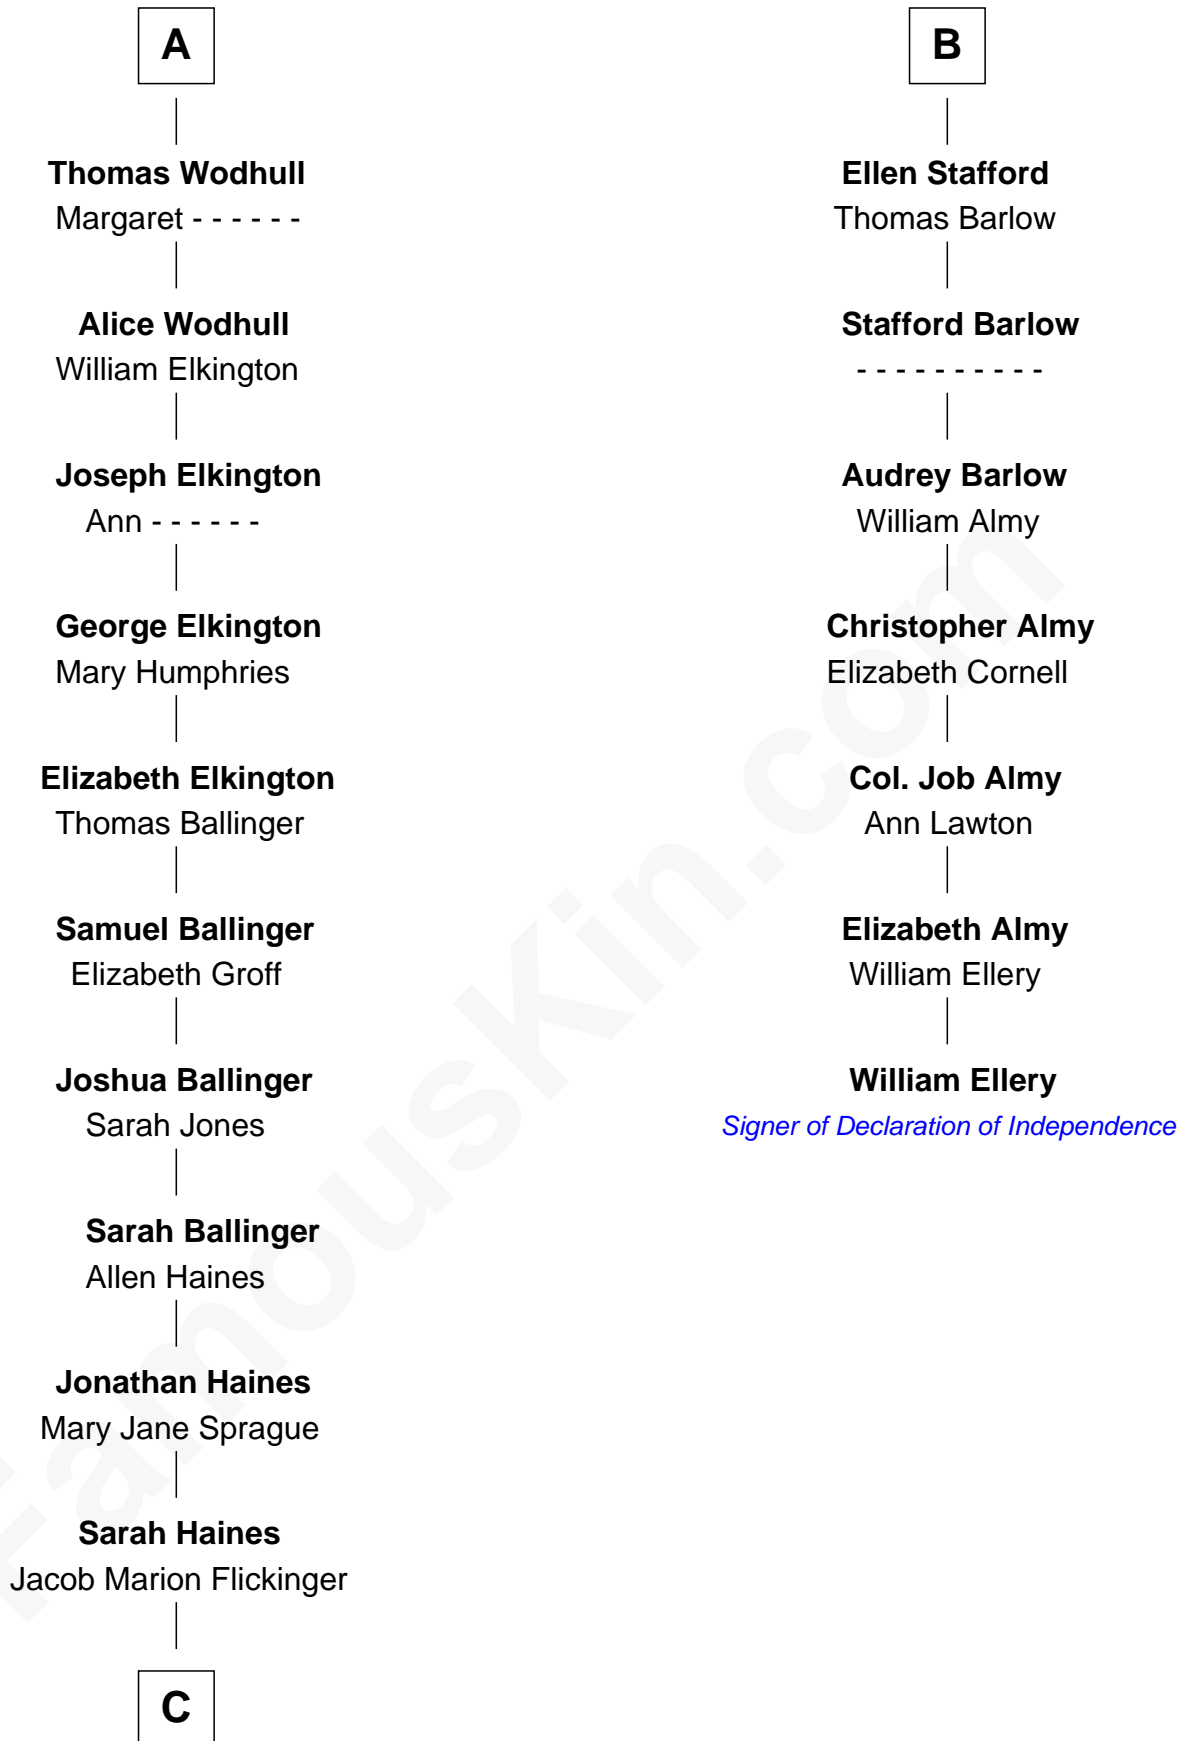 A
Thomas Wodhull
Margaret - - - - - -
Alice Wodhull
William Elkington
Joseph Elkington
Ann - - - - - -
George Elkington
Mary Humphries
Elizabeth Elkington
Thomas Ballinger
Samuel Ballinger
Elizabeth Groff
Joshua Ballinger
Sarah Jones
Sarah Ballinger
Allen Haines
Jonathan Haines
Mary Jane Sprague
Sarah Haines
Jacob Marion Flickinger
C
B
Ellen Stafford
Thomas Barlow
Stafford Barlow
- - - - - - - - - -
Audrey Barlow
William Almy
Christopher Almy
Elizabeth Cornell
Col. Job Almy
Ann Lawton
Elizabeth Almy
William Ellery
William Ellery
Signer of Declaration of Independence
FamousKin.com